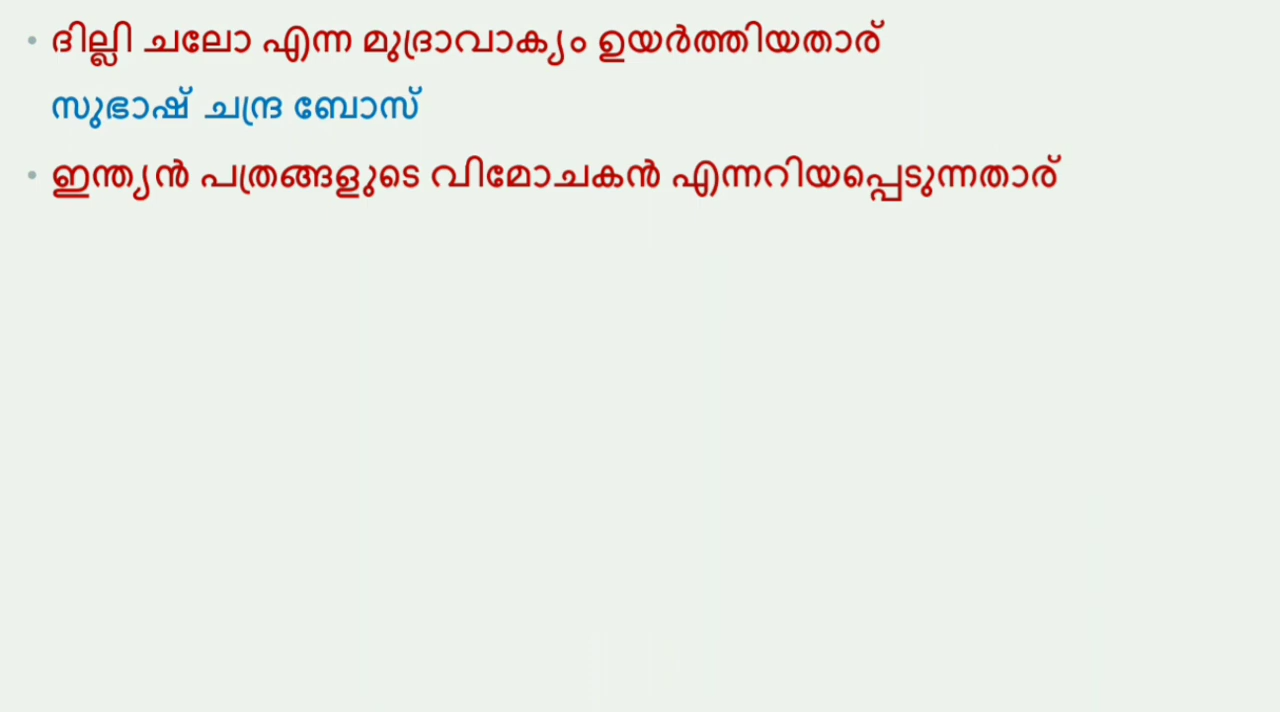 • ദില്ലി ചലോ എന്ന മുദ്രാവാക്യം ഉയർത്തിയതാര്
സുഭാഷ് ചന്ദ്ര ബോസ്
• ഇന്ത്യൻ പത്രങ്ങളുടെ വിമോചകൻ എന്നറിയപ്പെടുന്നതാര്